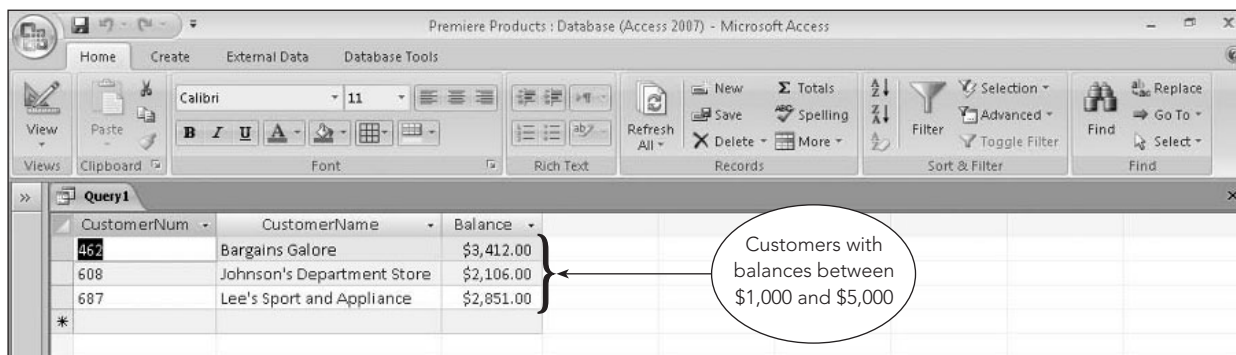 Premiere Products : Database (Access 2007) - Microsoft Access
Home Create External Data Database Tools
View
Views
Paste
Clipboard
Calibri 11
B I U A
Font
ab
Rich Text
Refresh All
New
Save
Delete
Σ Totals
ABC Spelling
More
Records
A Z
Z A
A Z
Filter
Selection
Advanced
Toggle Filter
Sort & Filter
Find
Replace
Go To
Select
Find
Query1
CustomerNum CustomerName Balance
462 Bargains Galore $3,412.00
608 Johnson's Department Store $2,106.00
687 Lee's Sport and Appliance $2,851.00
Customers with
balances between
$1,000 and $5,000